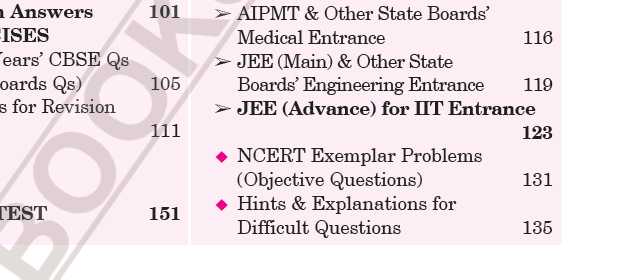 n Answers 101
CISES
Years' CBSE Qs
oards Qs) 105
s for Revision
111
TEST 151
➢ AIPMT & Other State Boards'
Medical Entrance 116
➢ JEE (Main) & Other State
Boards' Engineering Entrance 119
➢ JEE (Advance) for IIT Entrance
123
◆ NCERT Exemplar Problems
(Objective Questions) 131
◆ Hints & Explanations for
Difficult Questions 135
BOOKS